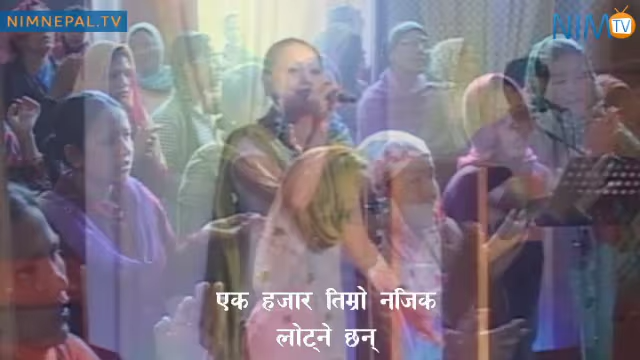 NIMNEPAL.TV
NIM TV
एक हजार तिम्रो नजिक
लोट्ने छन्